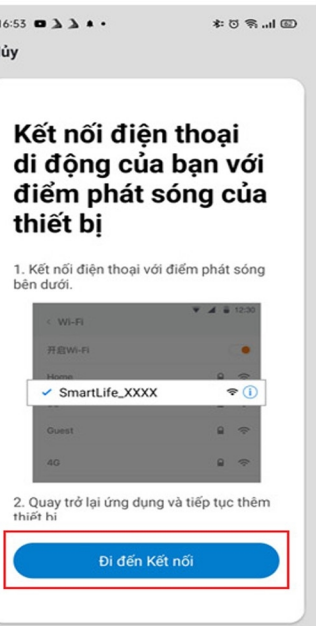 16:53
62
Hủy
Kết nối điện thoại
di động của bạn với
điểm phát sóng của
thiết bị
1. Kết nối điện thoại với điểm phát sóng
bên dưới.
12:30
< Wi-Fi
开启Wi-Fi
Home
SmartLife_XXXX
Guest
4G
2. Quay trở lại ứng dụng và tiếp tục thêm
thiết bị
Đi đến Kết nối